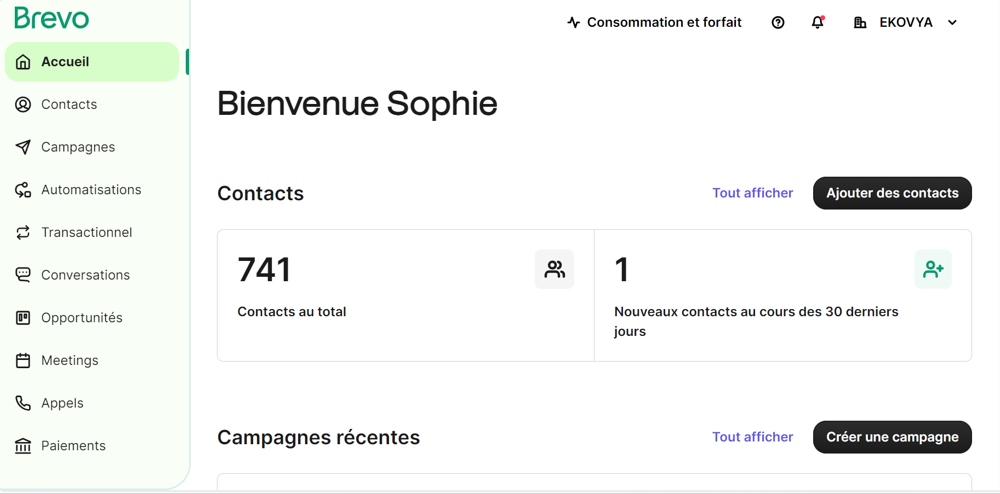 Brevo
Consommation et forfait
EKOVYA
Accueil
Contacts
Campagnes
Automatisations
Transactionnel
Conversations
Opportunités
Meetings
Appels
Paiements
Bienvenue Sophie
Contacts
Tout afficher
Ajouter des contacts
741
Contacts au total
1
Nouveaux contacts au cours des 30 derniers
jours
Campagnes récentes
Tout afficher
Créer une campagne